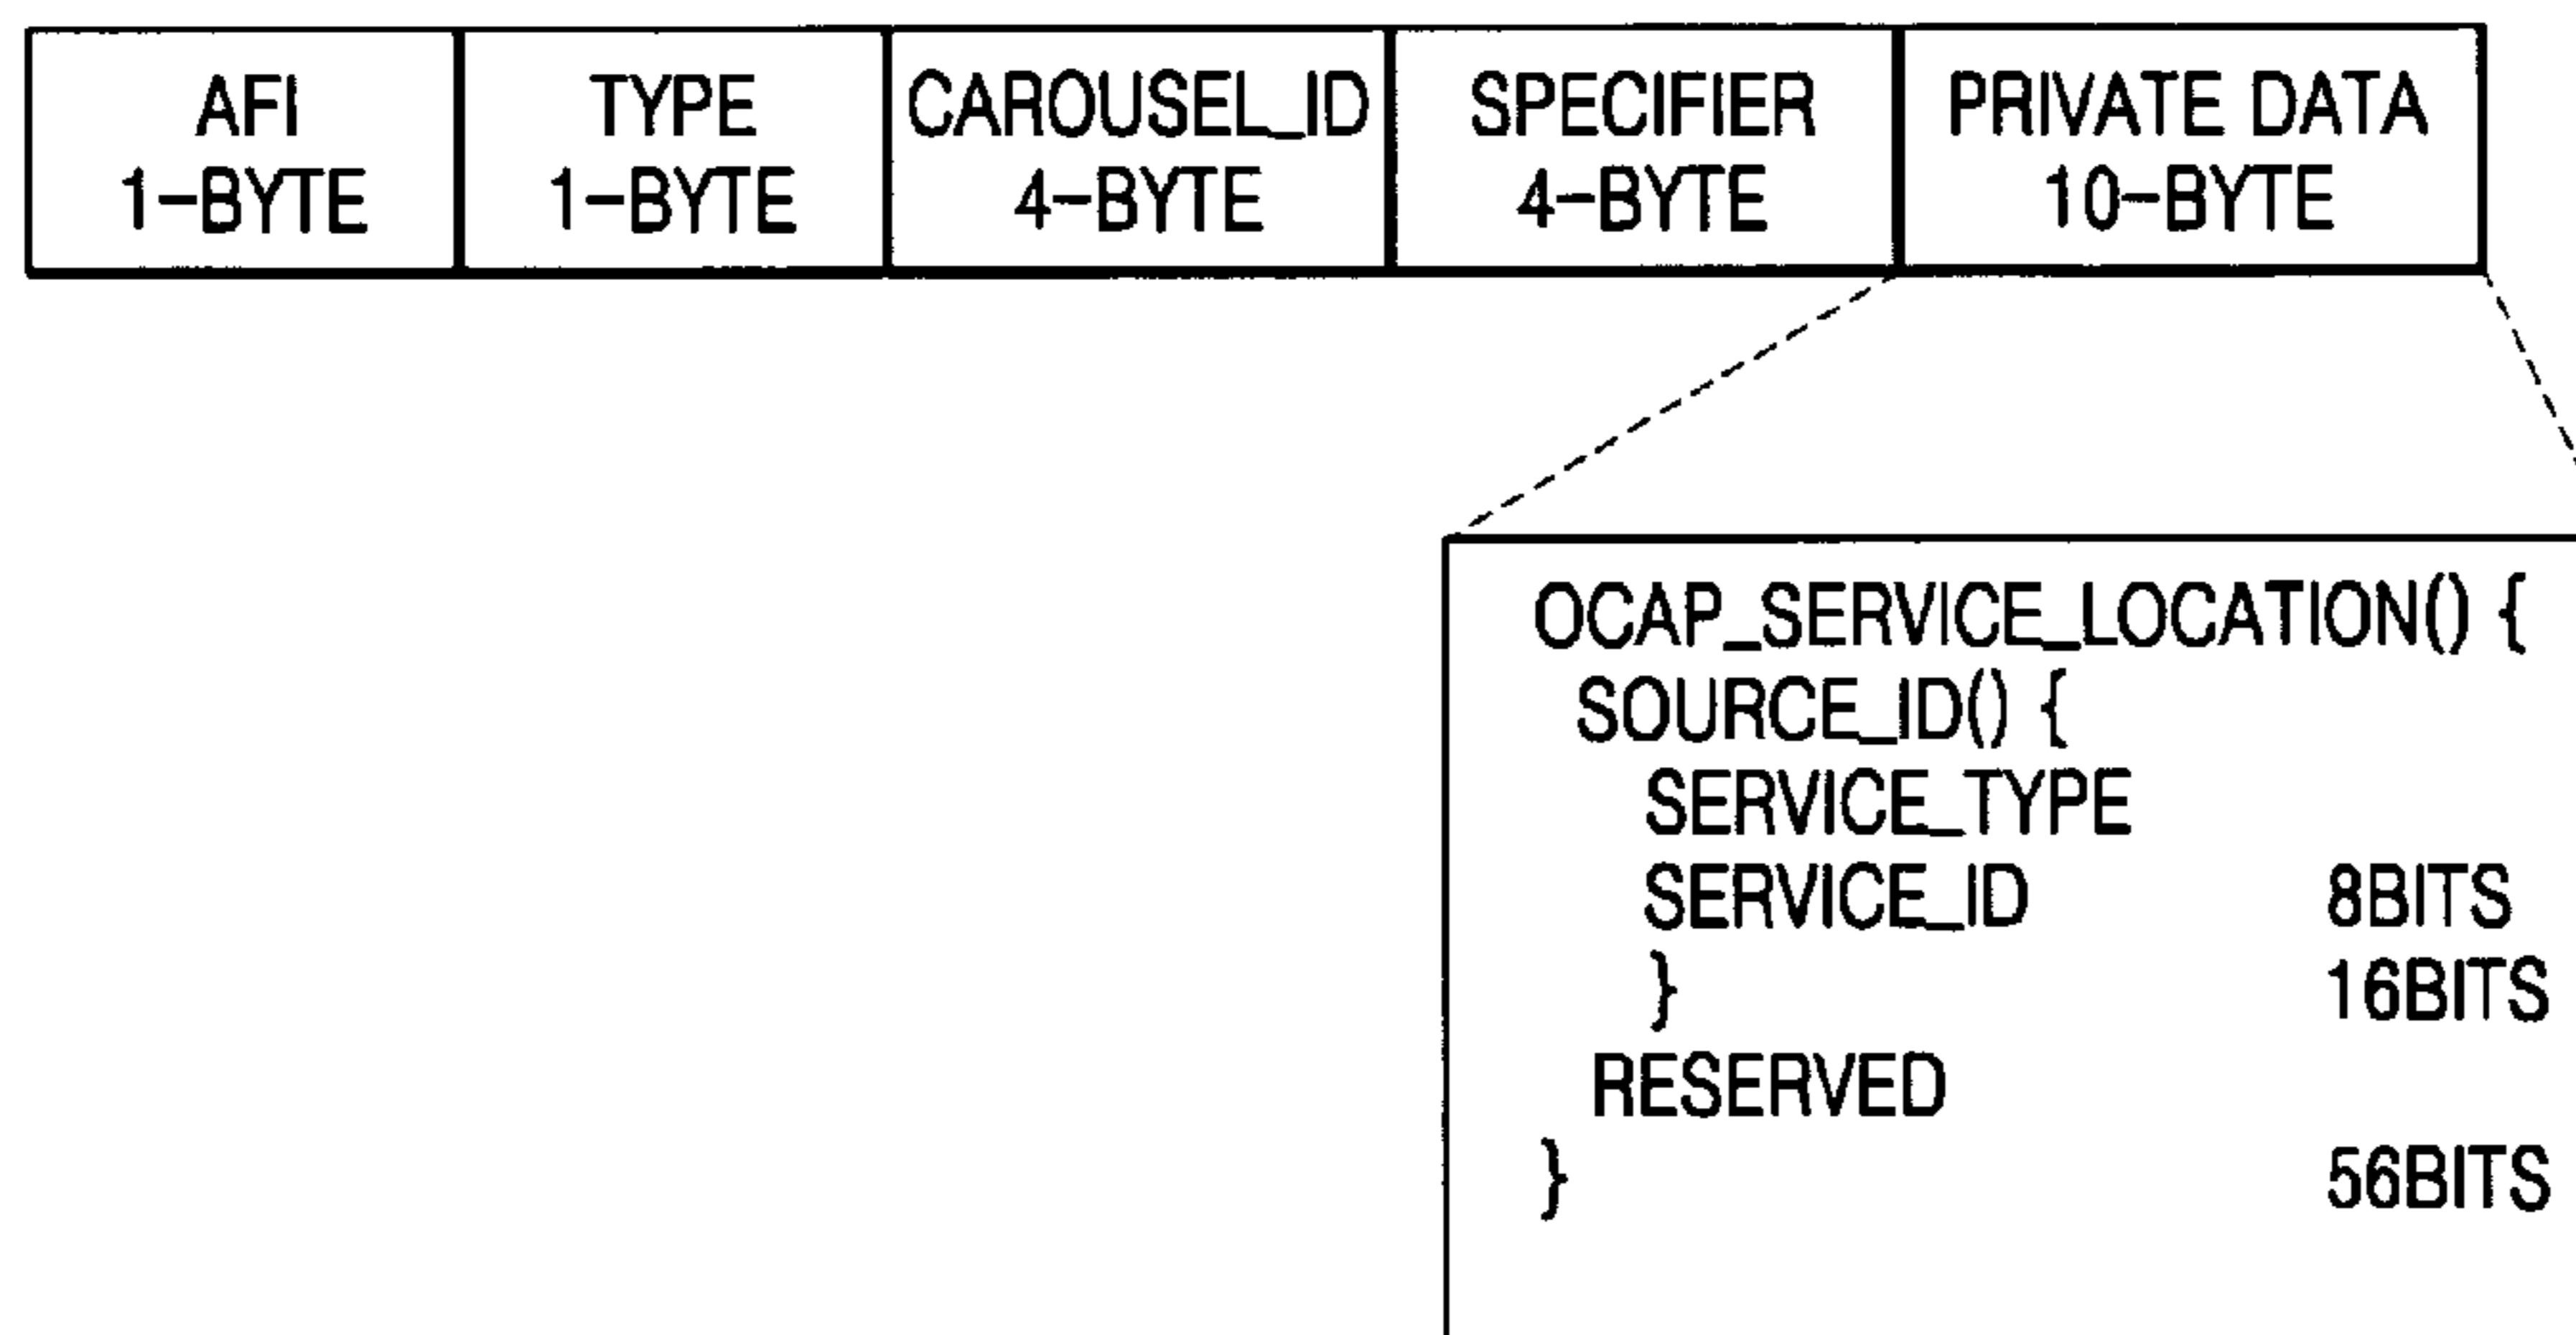 AFI
1-BYTE
TYPE
1-BYTE
CAROUSEL_ID
4-BYTE
SPECIFIER
4-BYTE
PRIVATE DATA
10-BYTE
OCAP_SERVICE_LOCATION() {
SOURCE_ID() {
SERVICE_TYPE
SERVICE_ID 8BITS
} 16BITS
RESERVED
} 56BITS